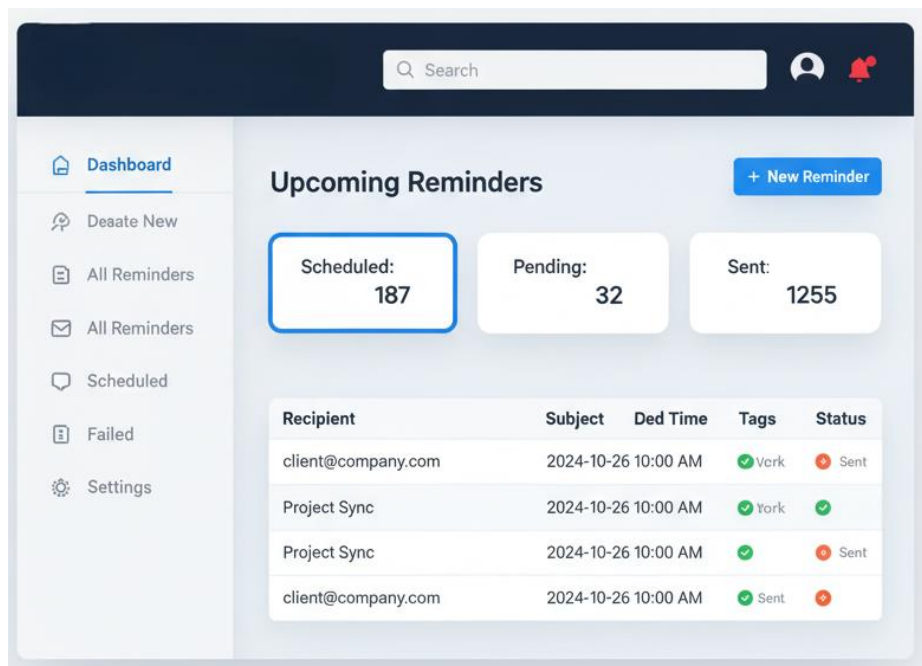 Search
Dashboard
Upcoming Reminders
+ New Reminder
Deaate New
All Reminders
All Reminders
Scheduled
Failed
Settings
Scheduled:
187
Pending:
32
Sent:
1255
Recipient Subject Ded Time Tags Status
client@company.com 2024-10-26 10:00 AM Vcrk Sent
Project Sync 2024-10-26 10:00 AM York
Project Sync 2024-10-26 10:00 AM Sent
client@company.com 2024-10-26 10:00 AM Sent